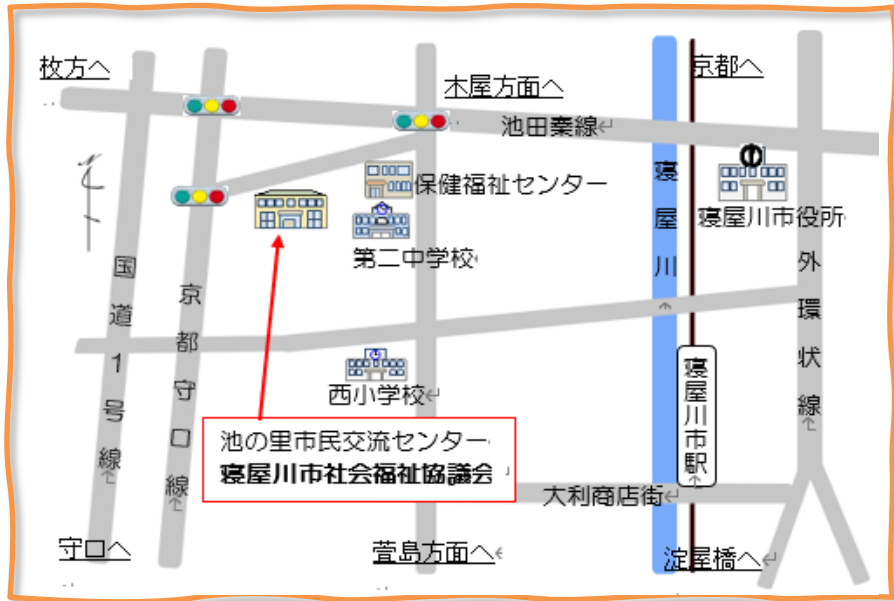 枚方へ
京都へ
木屋方面へ
池田秦線
保健福祉センター
寝屋川市役所
第二中学校
寝屋川
外環状線
国道1号線
京都守口線
西小学校
寝屋川市駅
池の里市民交流センター
寝屋川市社会福祉協議会
大利商店街
守口へ
萱島方面へ
淀屋橋へ